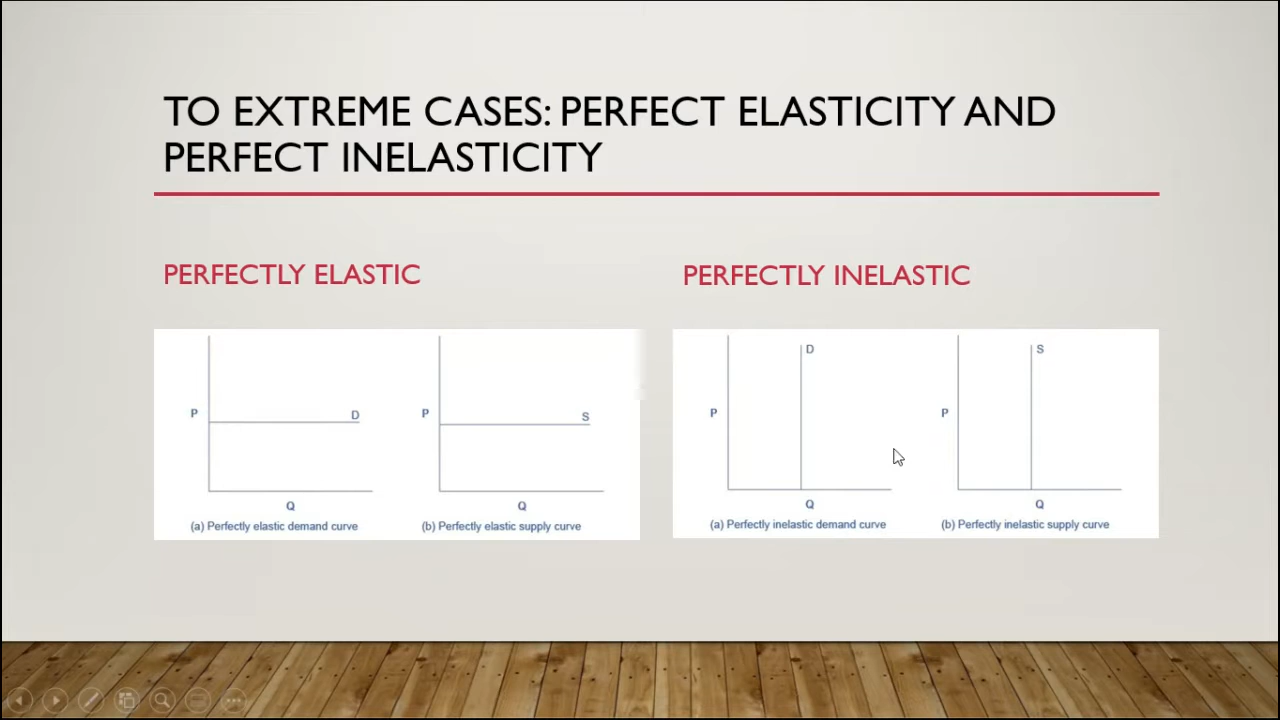 TO EXTREME CASES: PERFECT ELASTICITY AND
PERFECT INELASTICITY
PERFECTLY ELASTIC
P
D
Q
(a) Perfectly elastic demand curve
P
S
Q
(b) Perfectly elastic supply curve
PERFECTLY INELASTIC
D
P
Q
(a) Perfectly inelastic demand curve
S
P
Q
(b) Perfectly inelastic supply curve